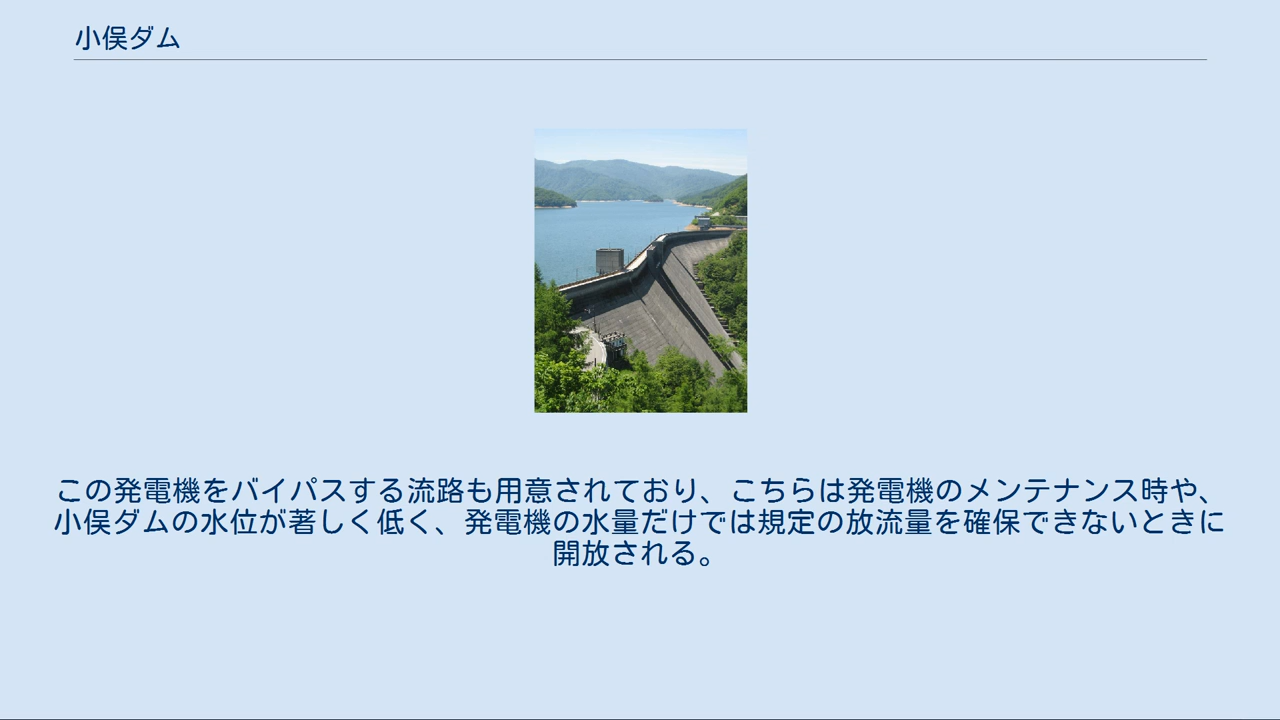 小俣ダム
この発電機をバイパスする流路も用意されており、こちらは発電機のメンテナンス時や、
小俣ダムの水位が著しく低く、発電機の水量だけでは規定の放流量を確保できないときに
開放される。